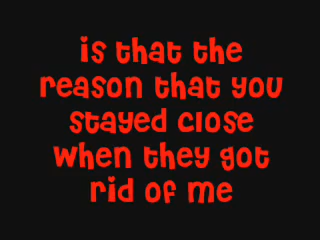 is that the
reason that you
stayed close
when they got
rid of me